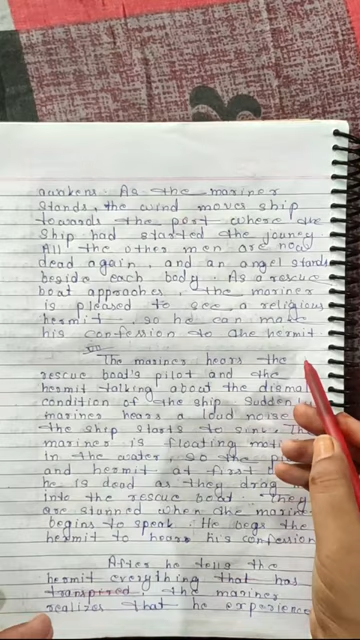 awakens. As the mariner
stands, the wind moves ship
towards the port where the
ship had started the jouney
All the other men are now
dead again, and an angel stands
beside each body. As a rescue
boat approaches, the mariner
is pleased to see a religious
hermit, so he can make
his confession to the hermit
VII
The mariner hears the
rescue boat's pilot and the
hermit talking about the dismal
condition of the ship. Suddenly
mariner hears a loud noise
the ship starts to sink. The
mariner is floating
in the water, so the
and hermit at first
he is dead as they drag
into the rescue boat. They
are stunned when the
begins to speak. He begs the
hermit to hear his confession
After he tells the
hermit everything that has
transpired. the mariner
realizes that he